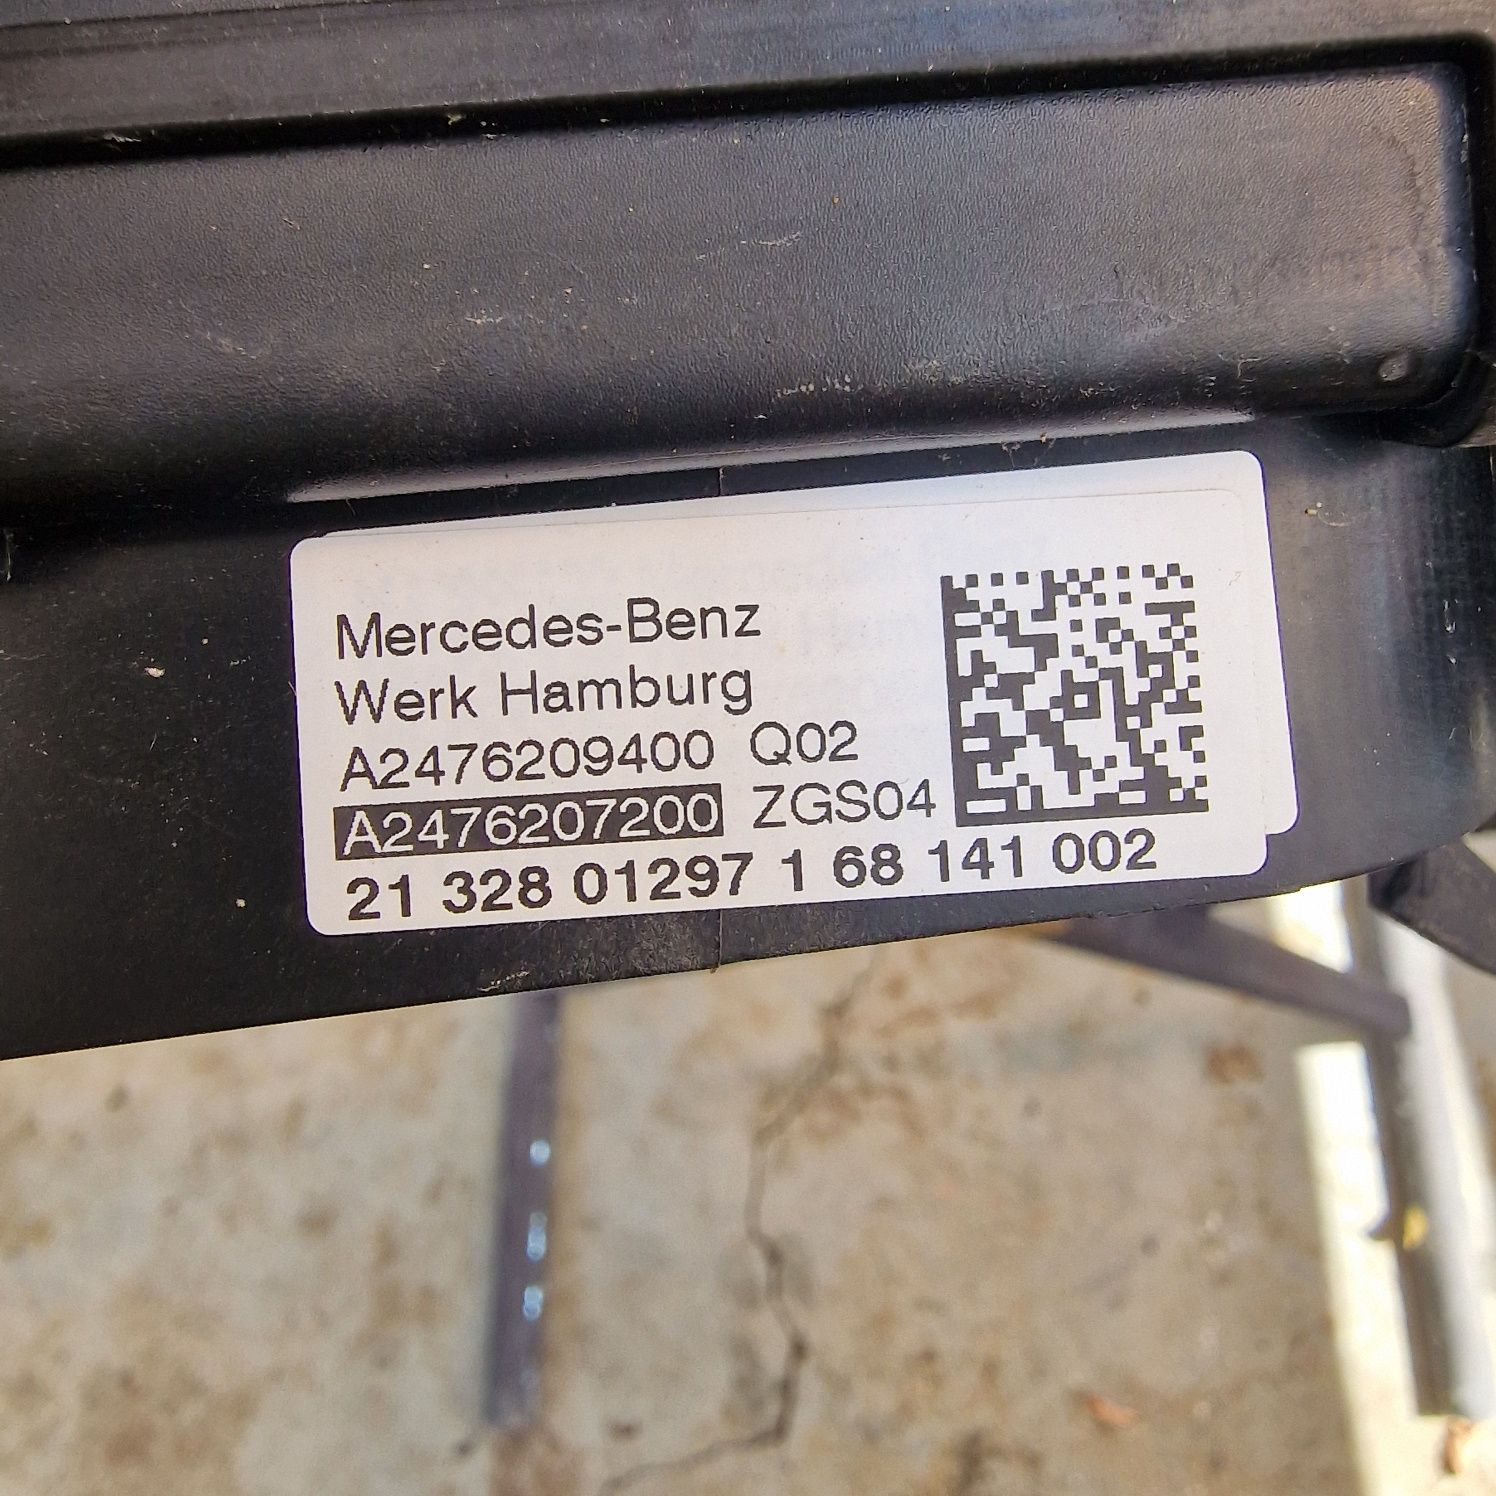 Mercedes-Benz
Werk Hamburg
A2476209400 Q02
A2476207200 ZGS04
21 328 01297 1 68 141 002